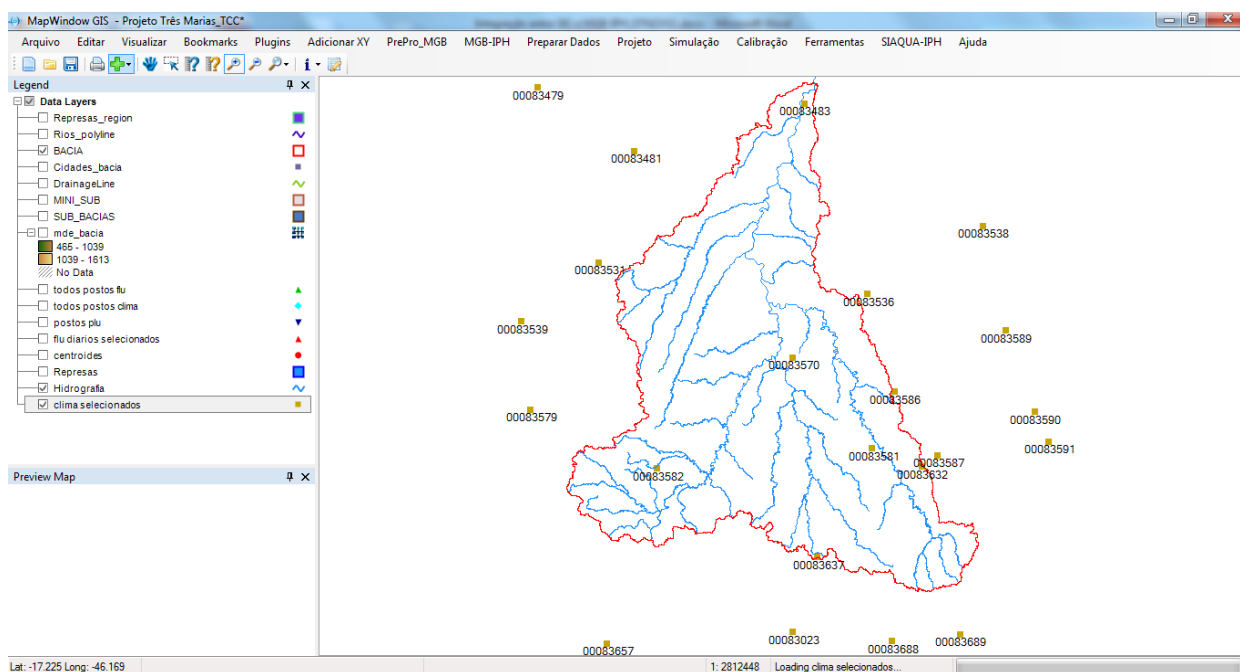 MapWindow GIS - Projeto Três Marias_TCC*
Arquivo Editar Visualizar Bookmarks Plugins Adicionar XY PrePro_MGB MGB-IPH Preparar Dados Projeto Simulação Calibração Ferramentas SIAQUA-IPH Ajuda
Legend
Data Layers
Represas_region
Rios_polyline
BACIA
Cidades_bacia
DrainageLine
MINI_SUB
SUB_BACIAS
mde_bacia
465 - 1039
1039 - 1613
No Data
todos postos flu
todos postos clima
postos plu
flu diarios selecionados
centroides
Represas
Hidrografia
clima selecionados
Preview Map
00083479
00083483
00083481
00083538
00083531
00083536
00083539
00083589
00083570
00083586
00083579
00083590
00083591
00083581
00083587
00083582
00083632
00083637
00083023
00083689
00083688
00083657
Lat: -17.225 Long: -46.169
1: 2812448
Loading clima selecionados...